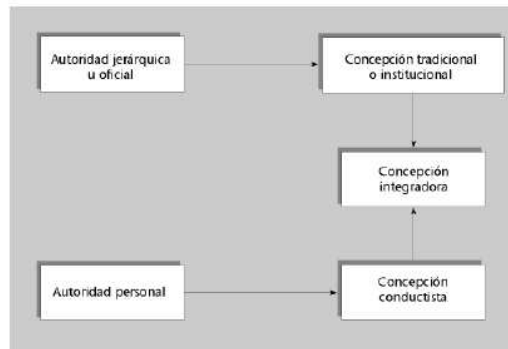 Autoridad jerárquica
u oficial
Concepción tradicional
o institucional
Concepción
integradora
Autoridad personal
Concepción
conductista